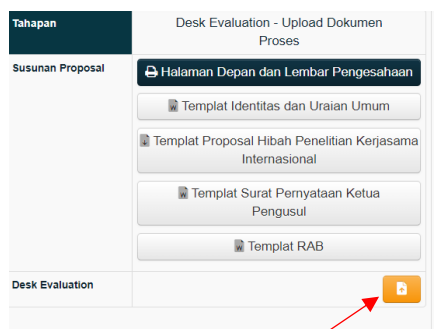 Tahapan
Desk Evaluation - Upload Dokumen
Proses
Susunan Proposal
Halaman Depan dan Lembar Pengesahaan
Templat Identitas dan Uraian Umum
Templat Proposal Hibah Penelitian Kerjasama
Internasional
Templat Surat Pernyataan Ketua
Pengusul
Templat RAB
Desk Evaluation